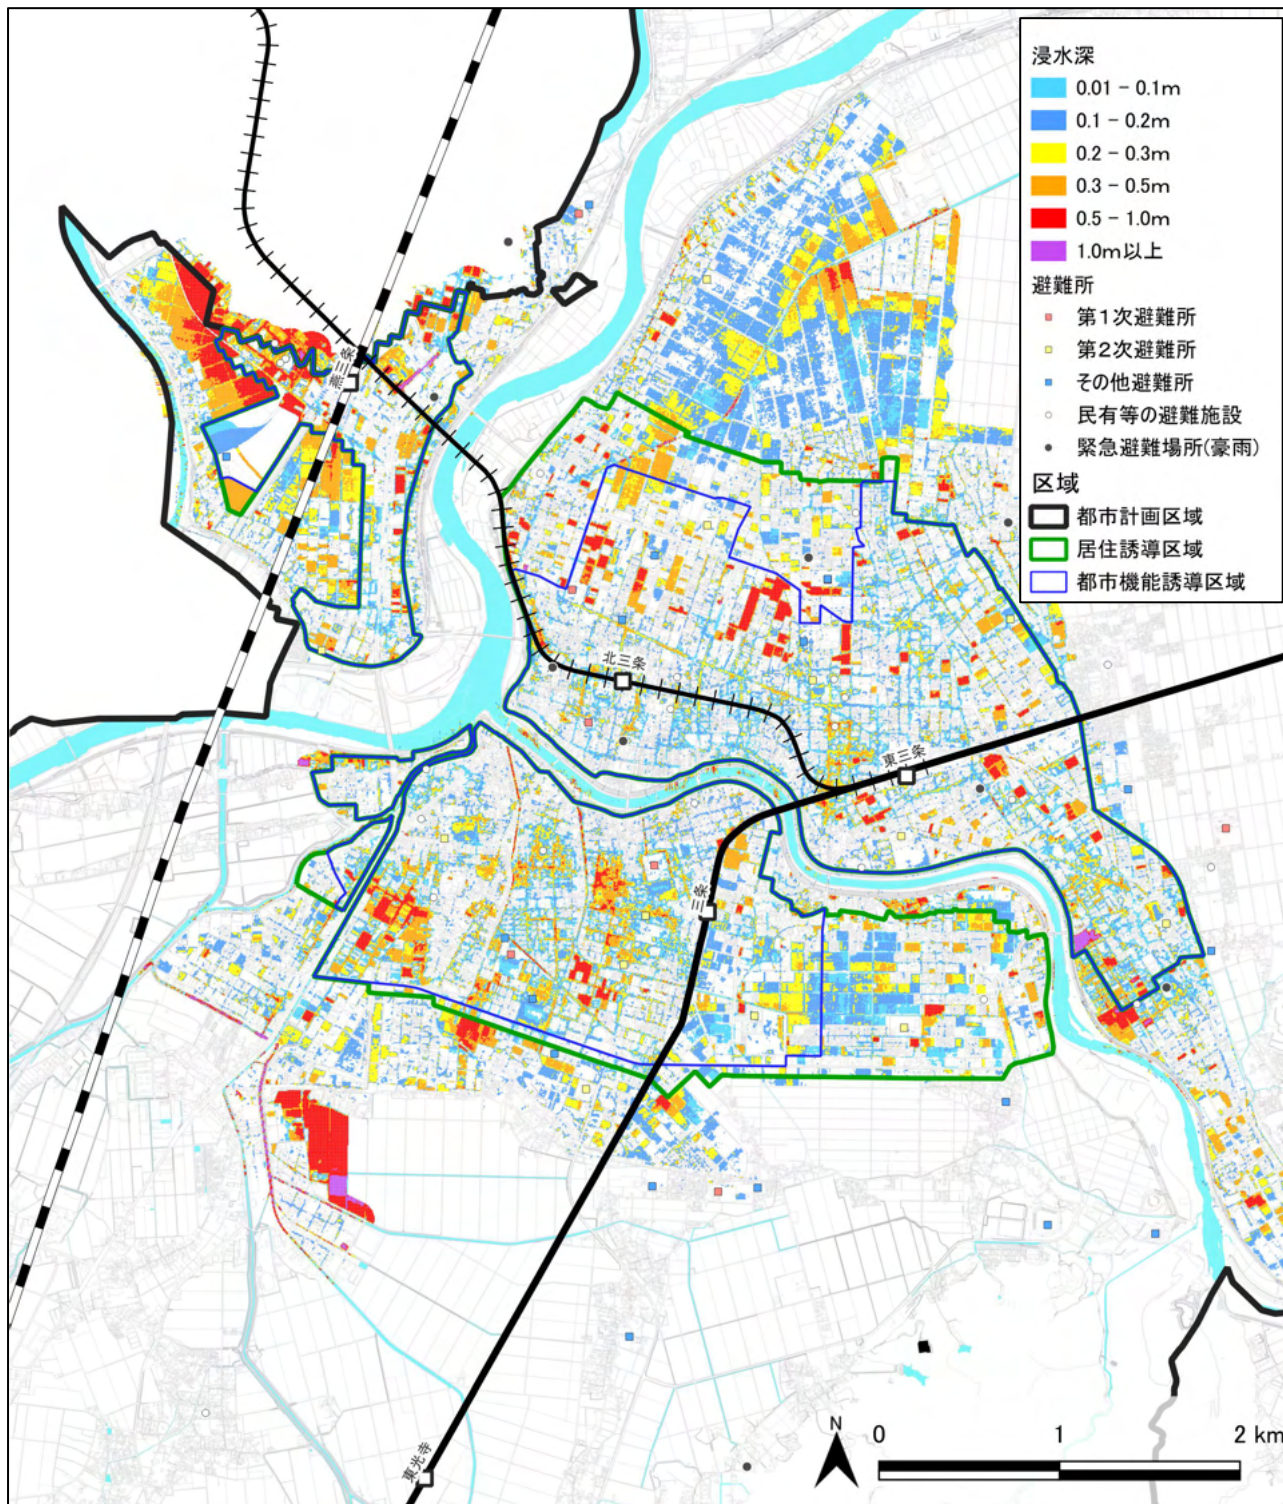 浸水深
0.01 - 0.1m
0.1 - 0.2m
0.2 - 0.3m
0.3 - 0.5m
0.5 - 1.0m
1.0m以上
避難所
第1次避難所
第2次避難所
その他避難所
民有等の避難施設
緊急避難場所(豪雨)
区域
都市計画区域
居住誘導区域
都市機能誘導区域
燕三条
北三条
東三条
三条
東光寺
N
0 1 2 km